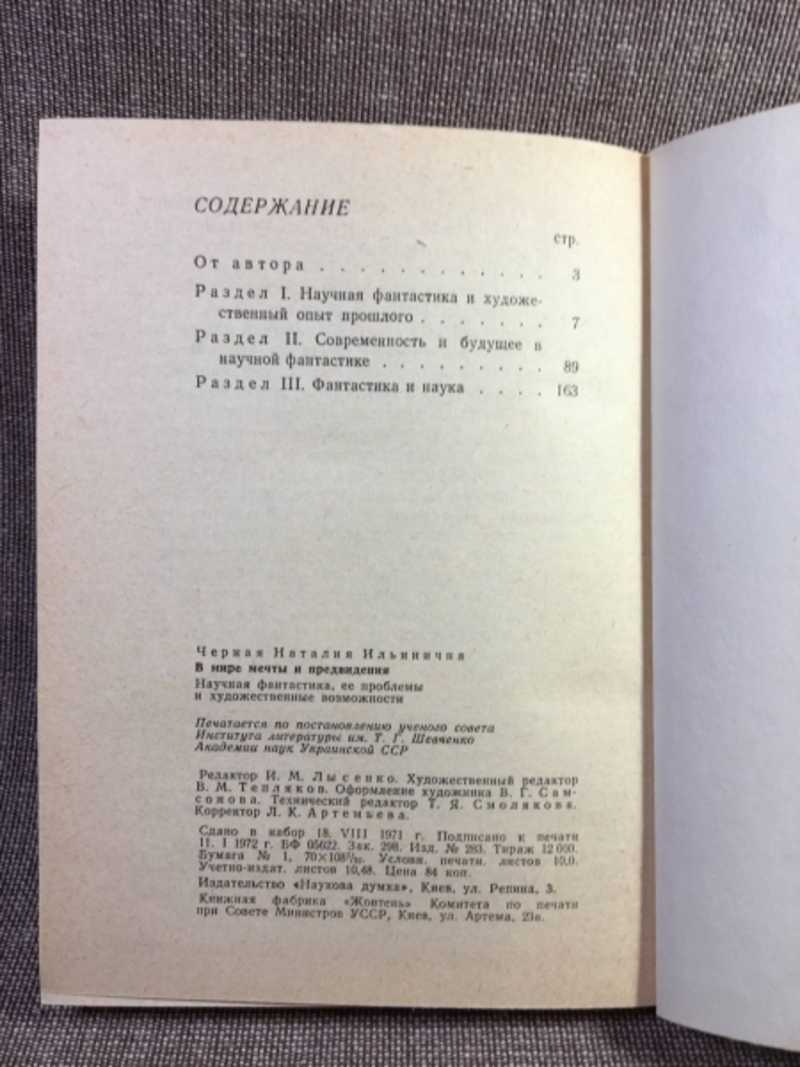 СОДЕРЖАНИЕ
стр.
От автора . . . . . . . . . . . . 3
Раздел I. Научная фантастика и художе-
ственный опыт прошлого . . . . . . . 7
Раздел II. Современность и будущее в
научной фантастике . . . . . . . . . 89
Раздел III. Фантастика и наука . . . . 163
Черная Наталия Ильинична
В мире мечты и предвидения
Научная фантастика, ее проблемы
и художественные возможности
Печатается по постановлению ученого совета
Института литературы им. Т. Г. Шевченко
Академии наук Украинской ССР
Редактор И. М. Лысенко. Художественный редактор
В. М. Тепляков. Оформление художника В. Г. Сам-
сонова. Технический редактор Т. Я. Смолякова.
Корректор Л. К. Артемьева.
Сдано в набор 18. VIII 1971 г. Подписано к печати
11. I 1972 г. БФ 05622. Зак. 298. Изд. № 283. Тираж 12 000.
Бумага № 1, 70×108¹/₃₂. Условн. печатн. листов 10,0.
Учетно-издат. листов 10,48. Цена 84 коп.
Издательство «Наукова думка», Киев, ул. Репина, 3.
Книжная фабрика «Жовтень» Комитета по печати
при Совете Министров УССР, Киев, ул. Артема, 23а.